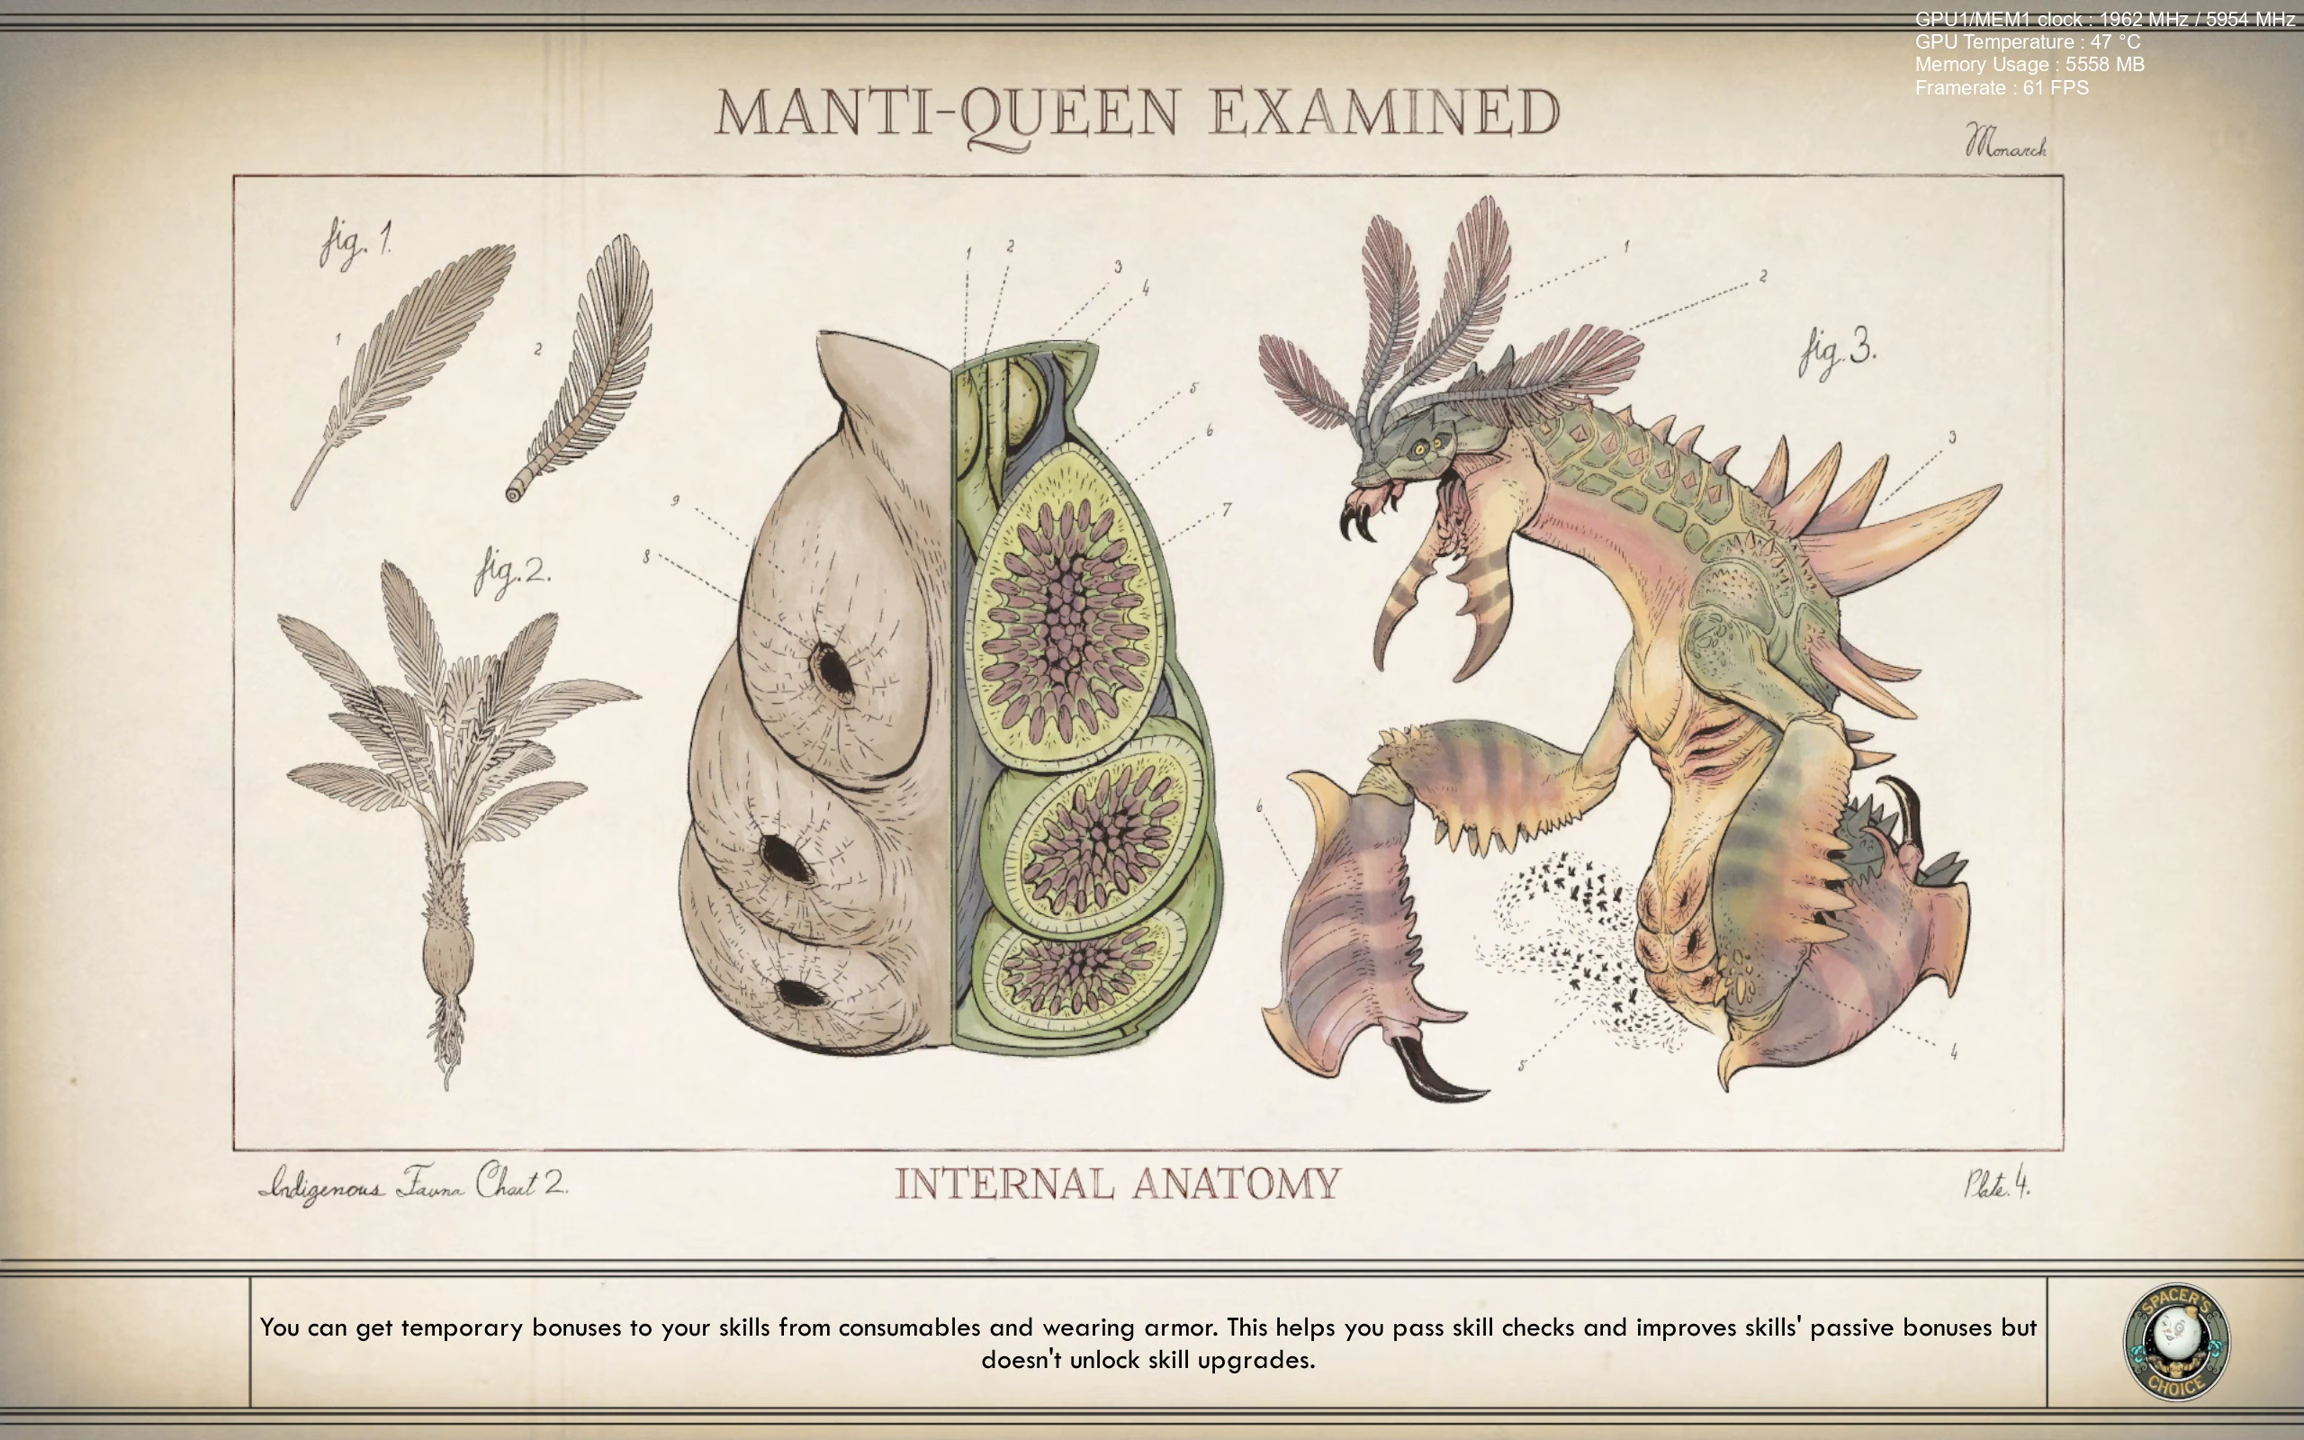 GPU1/MEM1 clock : 1962 MHz / 5954 MHz
GPU Temperature : 47 °C
Memory Usage : 5558 MB
Framerate : 61 FPS
MANTI-QUEEN EXAMINED
Monarch
fig. 1.
1
2
fig. 2.
1
2
3
4
5
6
7
9
8
1
2
fig. 3.
3
6
5
4
Indigenous Fauna Chart 2.
INTERNAL ANATOMY
Plate. 4.
You can get temporary bonuses to your skills from consumables and wearing armor. This helps you pass skill checks and improves skills' passive bonuses but
doesn't unlock skill upgrades.
SPACER'S
CHOICE